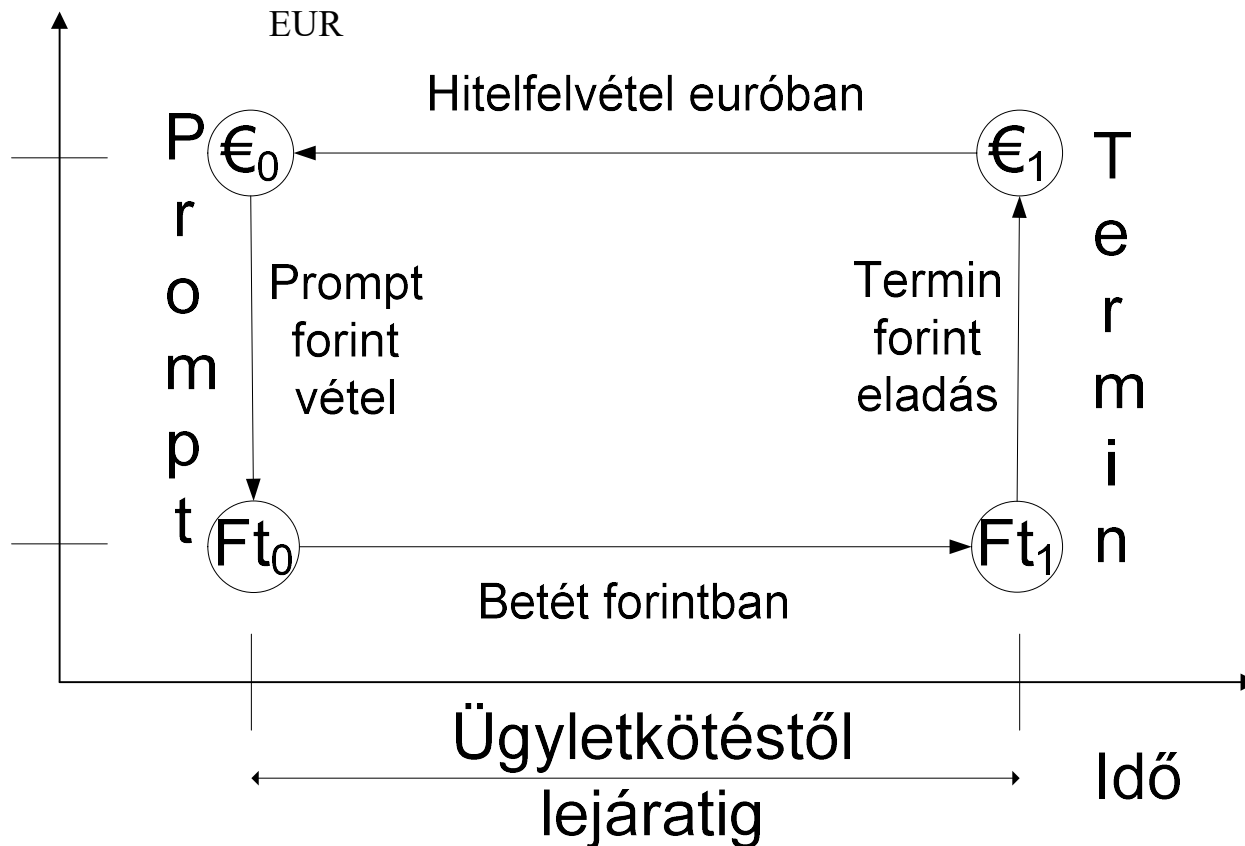 EUR
Hitelfelvétel euróban
Prompt
€0
€1
Termin
Prompt
forint
vétel
Termin
forint
eladás
Ft0
Ft1
Betét forintban
Ügyletkötéstől
lejáratig
Idő